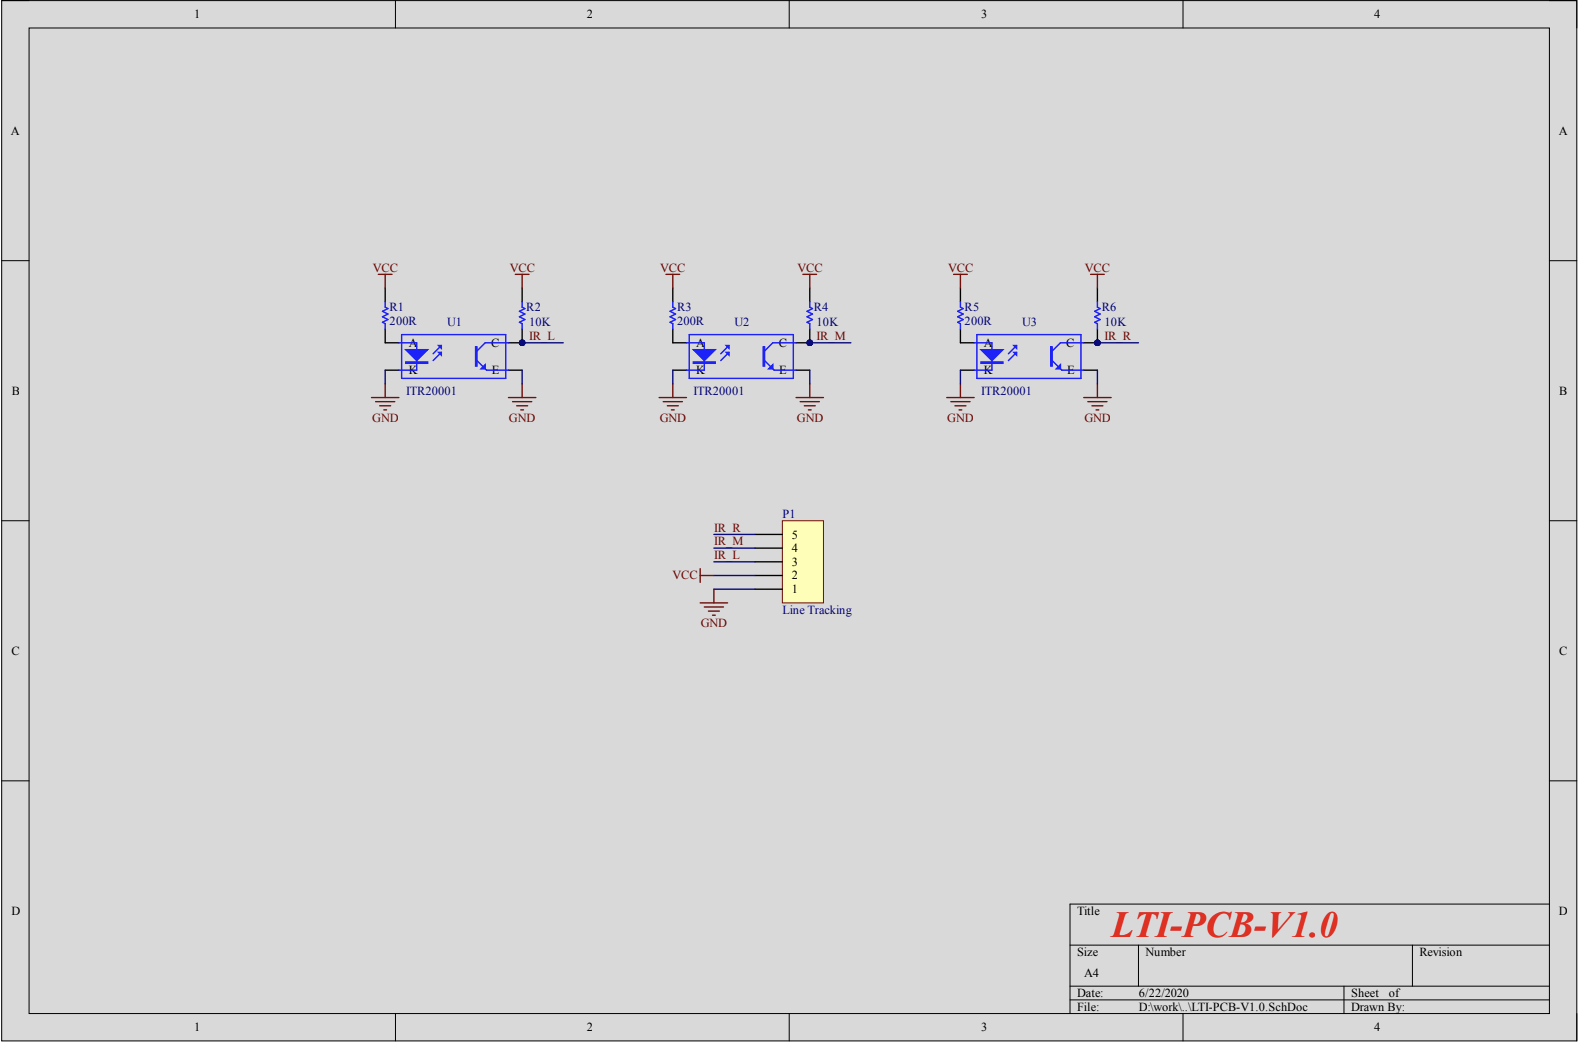 1 2 3 4
A A
VCC VCC VCC VCC VCC VCC
R1 R2 R3 R4 R5 R6
200R U1 10K 200R U2 10K 200R U3 10K
IR_L IR_M IR_R
A C A C A C
K E K E K E
B B
ITR20001 ITR20001 ITR20001
GND GND GND GND GND GND
P1
IR_R 5
IR_M 4
IR_L 3
VCC 2
1
Line Tracking
GND
C C
D D
Title LTI-PCB-V1.0
Size Number Revision
A4
Date: 6/22/2020 Sheet of
File: D:\work\..\LTI-PCB-V1.0.SchDoc Drawn By:
1 2 3 4